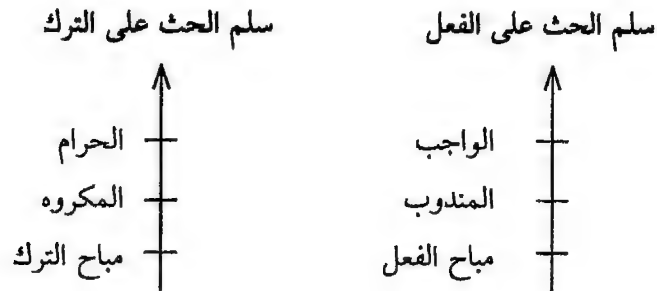 سلم الحث على الفعل
سلم الحث على الترك
الواجب
الحرام
المندوب
المكروه
مباح الفعل
مباح الترك